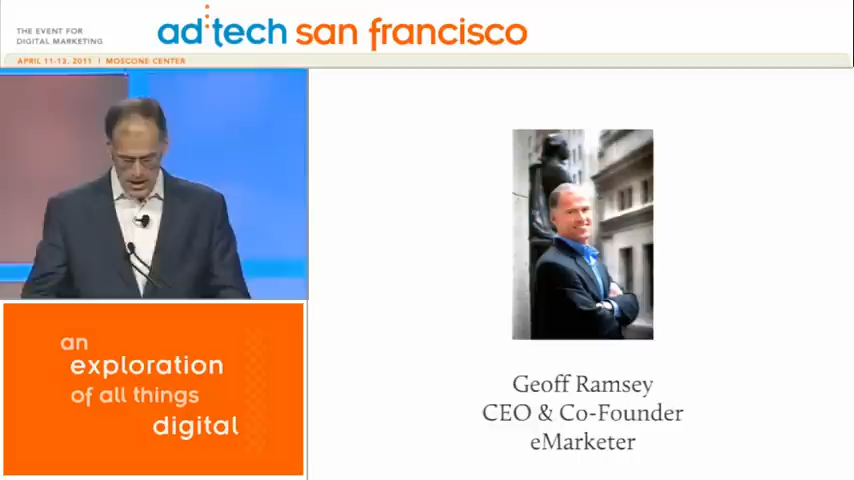 THE EVENT FOR
DIGITAL MARKETING
ad:tech san francisco
APRIL 11-13, 2011 | MOSCONE CENTER
an
exploration
of all things
digital
Geoff Ramsey
CEO & Co-Founder
eMarketer